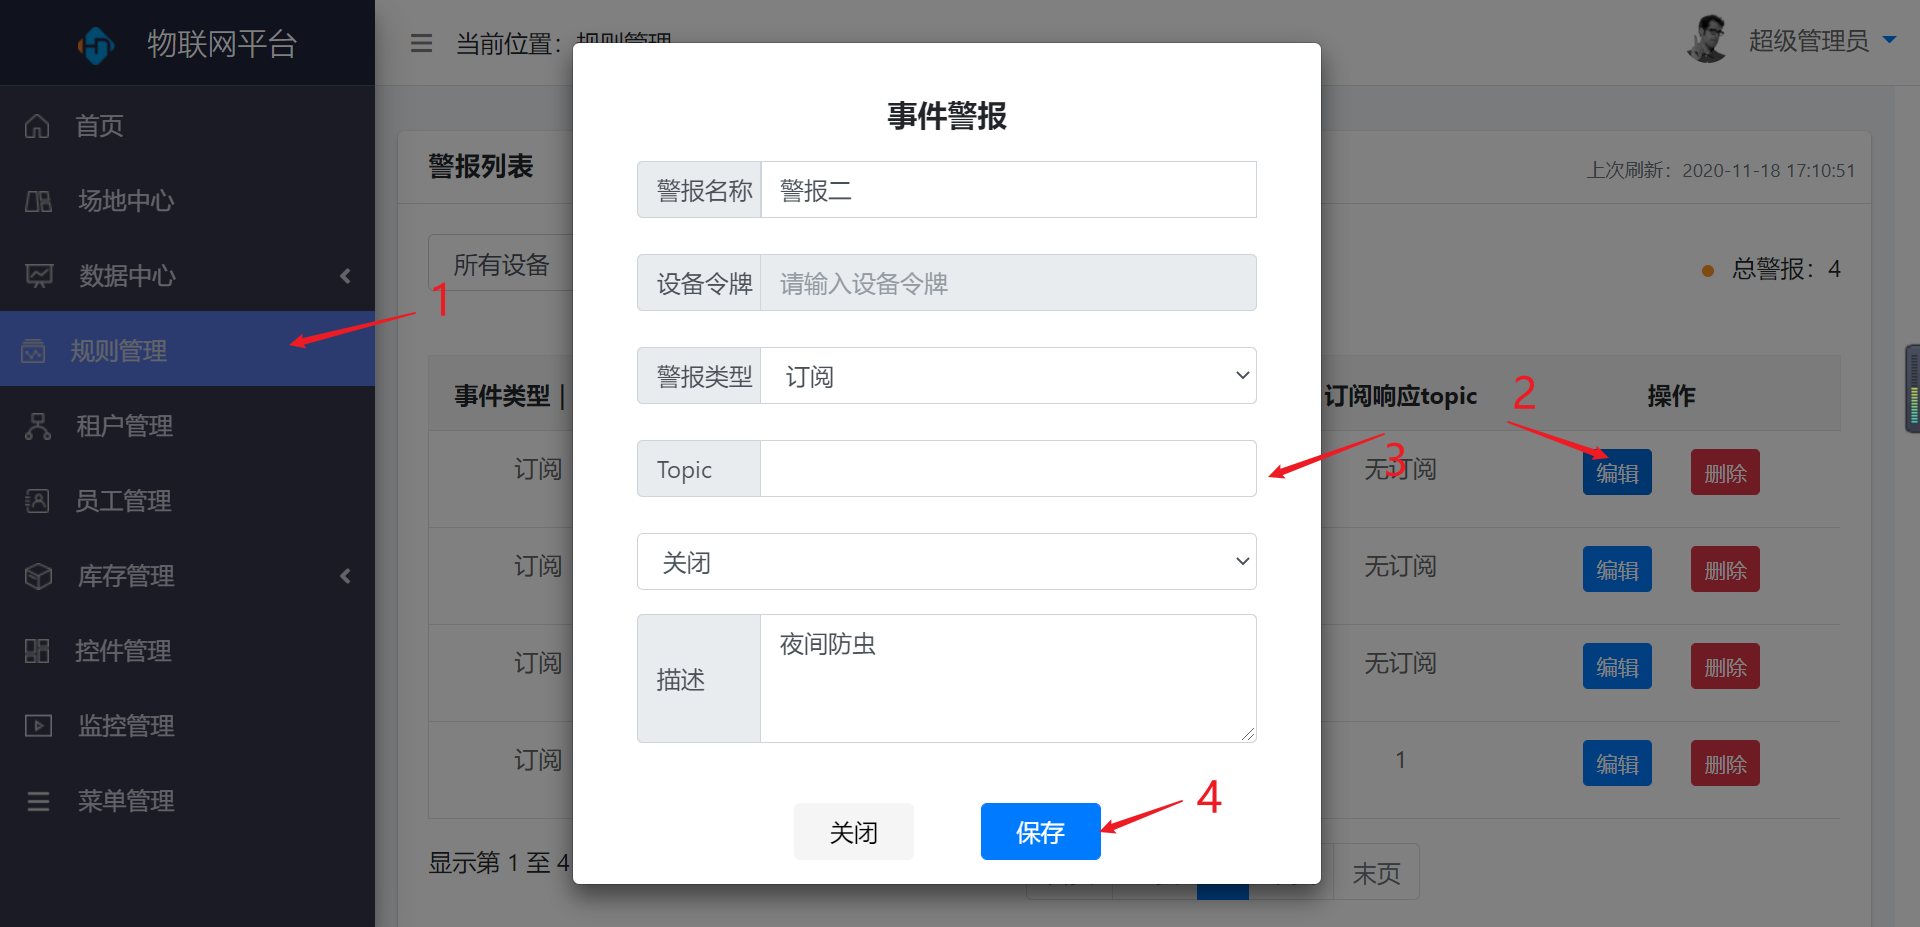 物联网平台
当前位置：规则管理
超级管理员
首页
场地中心
数据中心
规则管理
租户管理
员工管理
库存管理
控件管理
监控管理
菜单管理
1
警报列表
上次刷新：2020-11-18 17:10:51
所有设备
总警报：4
事件类型 |
订阅响应topic
操作
2
订阅
无订阅
编辑
删除
3
订阅
无订阅
编辑
删除
订阅
无订阅
编辑
删除
订阅
1
编辑
删除
显示第 1 至 4
末页
事件警报
警报名称
警报二
设备令牌
请输入设备令牌
警报类型
订阅
Topic
关闭
描述
夜间防虫
关闭
保存
4